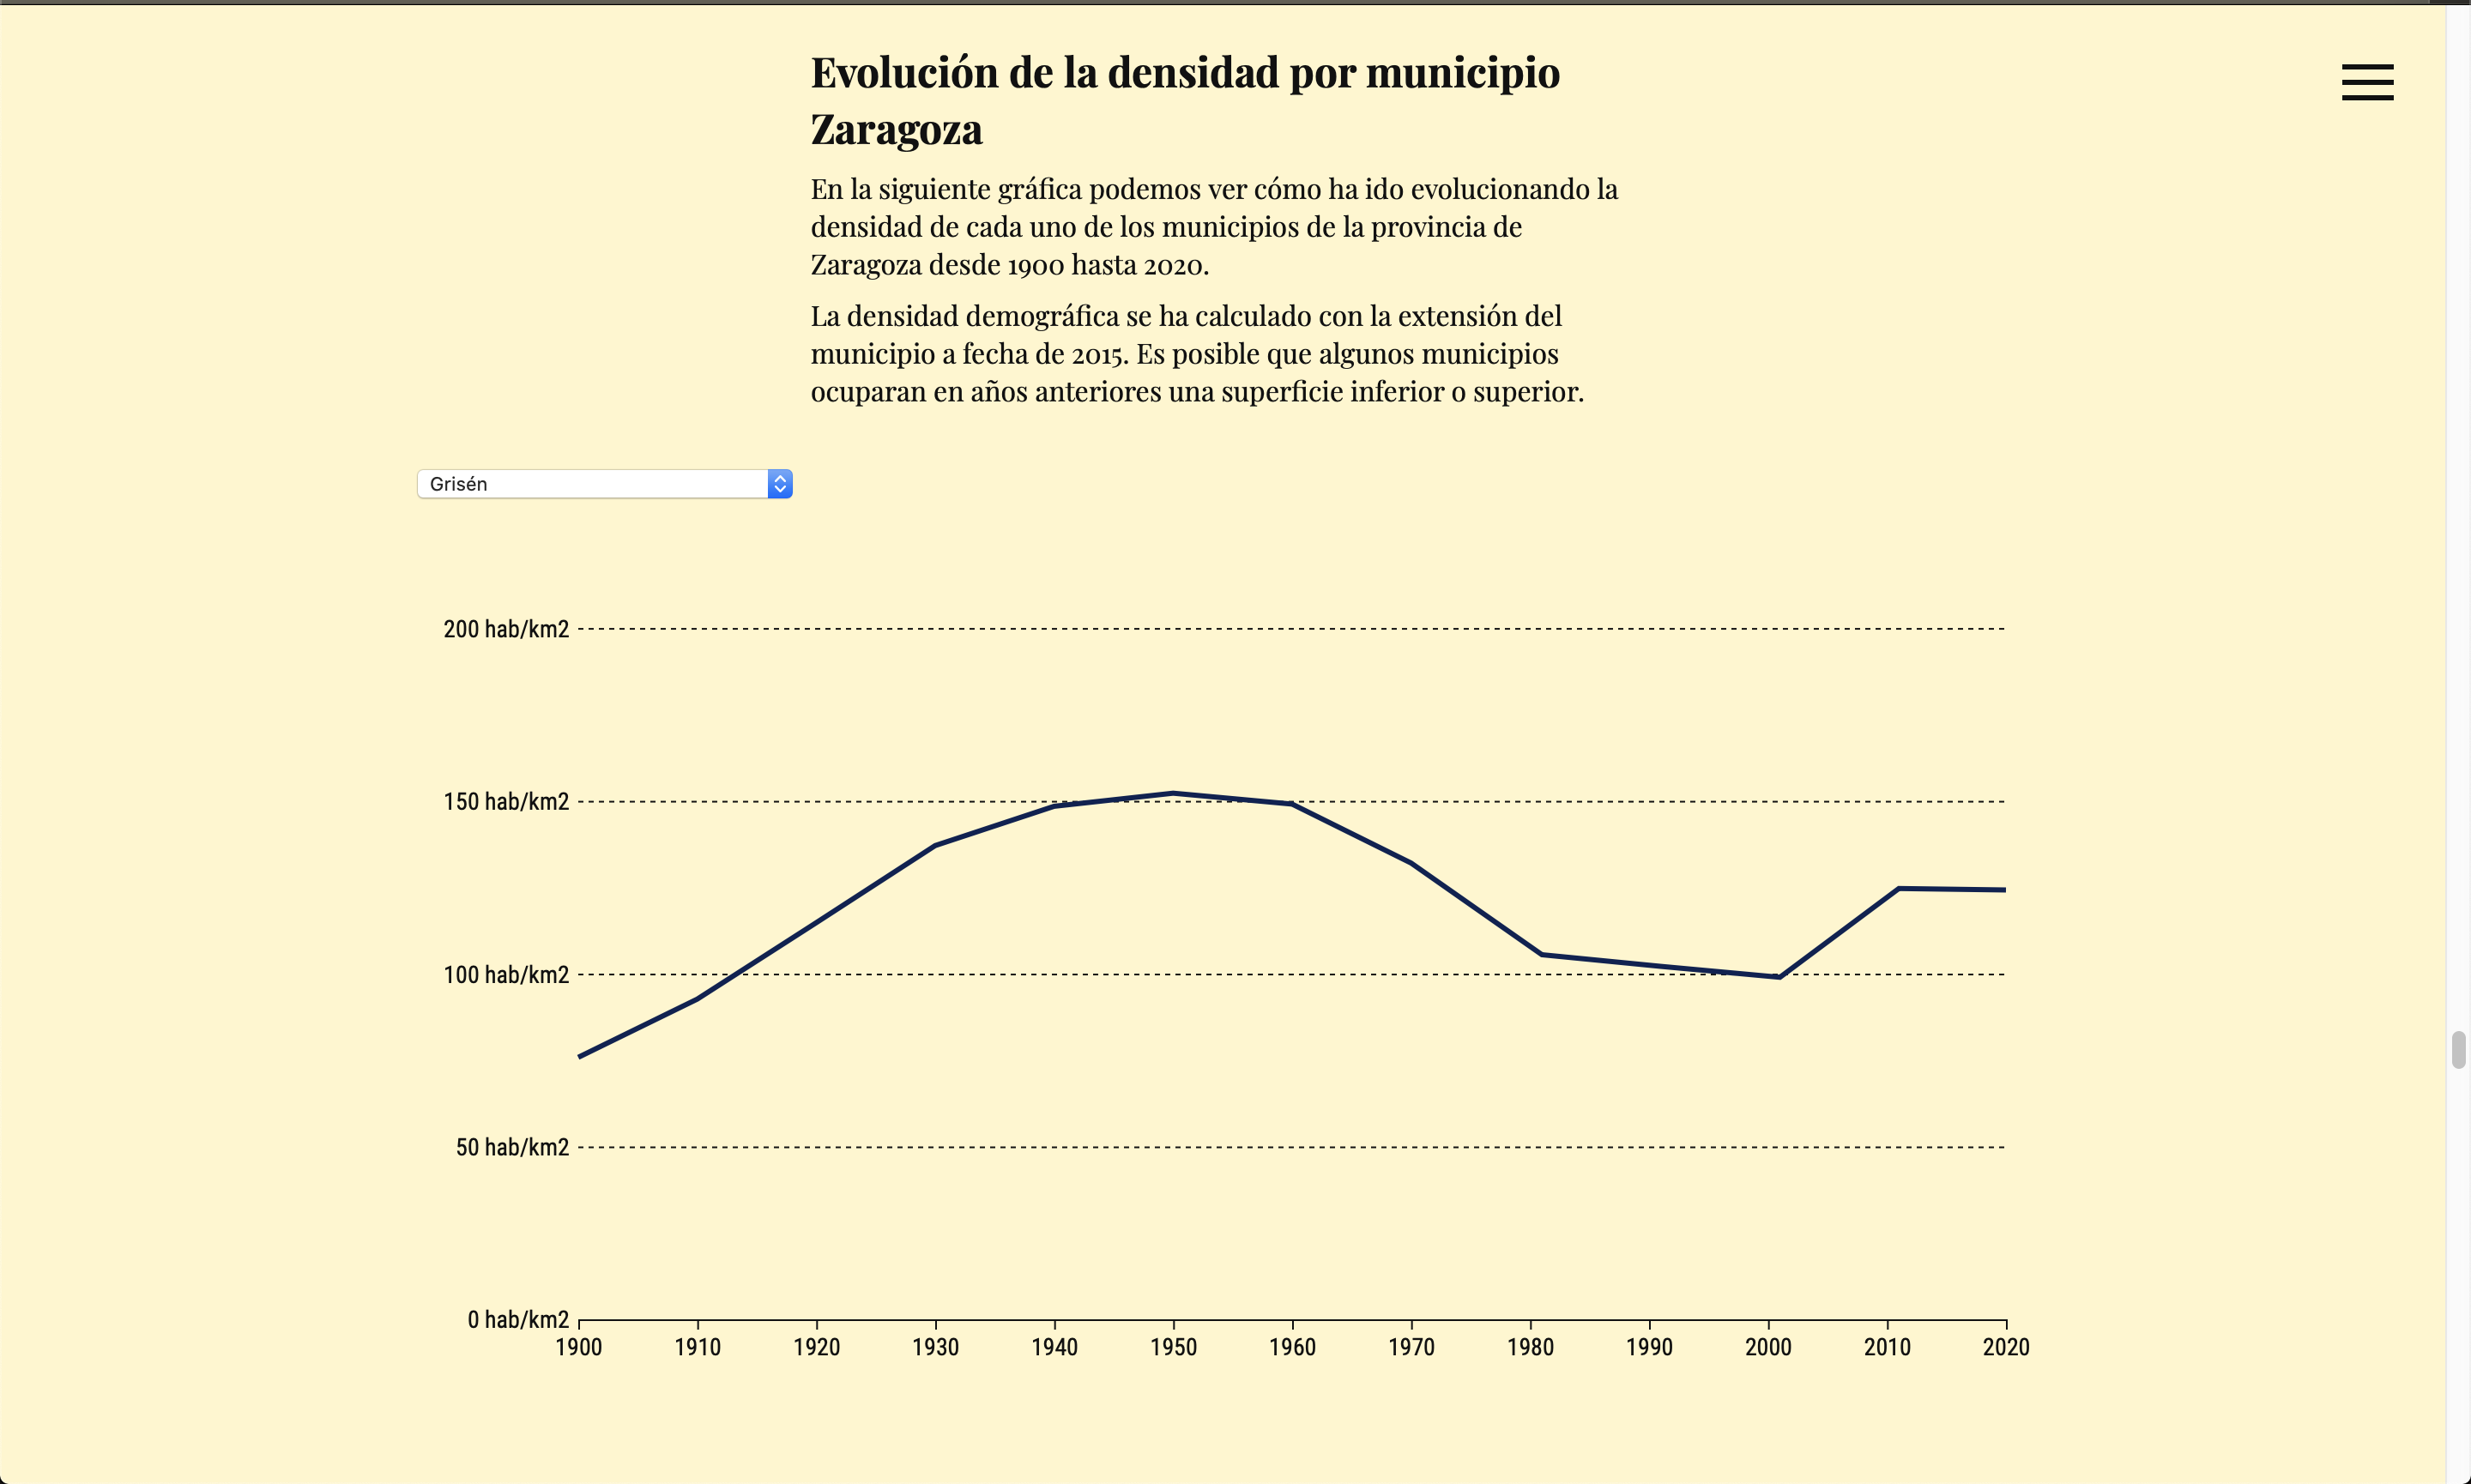 Evolución de la densidad por municipio
Zaragoza
En la siguiente gráfica podemos ver cómo ha ido evolucionando la
densidad de cada uno de los municipios de la provincia de
Zaragoza desde 1900 hasta 2020.
La densidad demográfica se ha calculado con la extensión del
municipio a fecha de 2015. Es posible que algunos municipios
ocuparan en años anteriores una superficie inferior o superior.
Grisén
200 hab/km2
150 hab/km2
100 hab/km2
50 hab/km2
0 hab/km2
1900 1910 1920 1930 1940 1950 1960 1970 1980 1990 2000 2010 2020